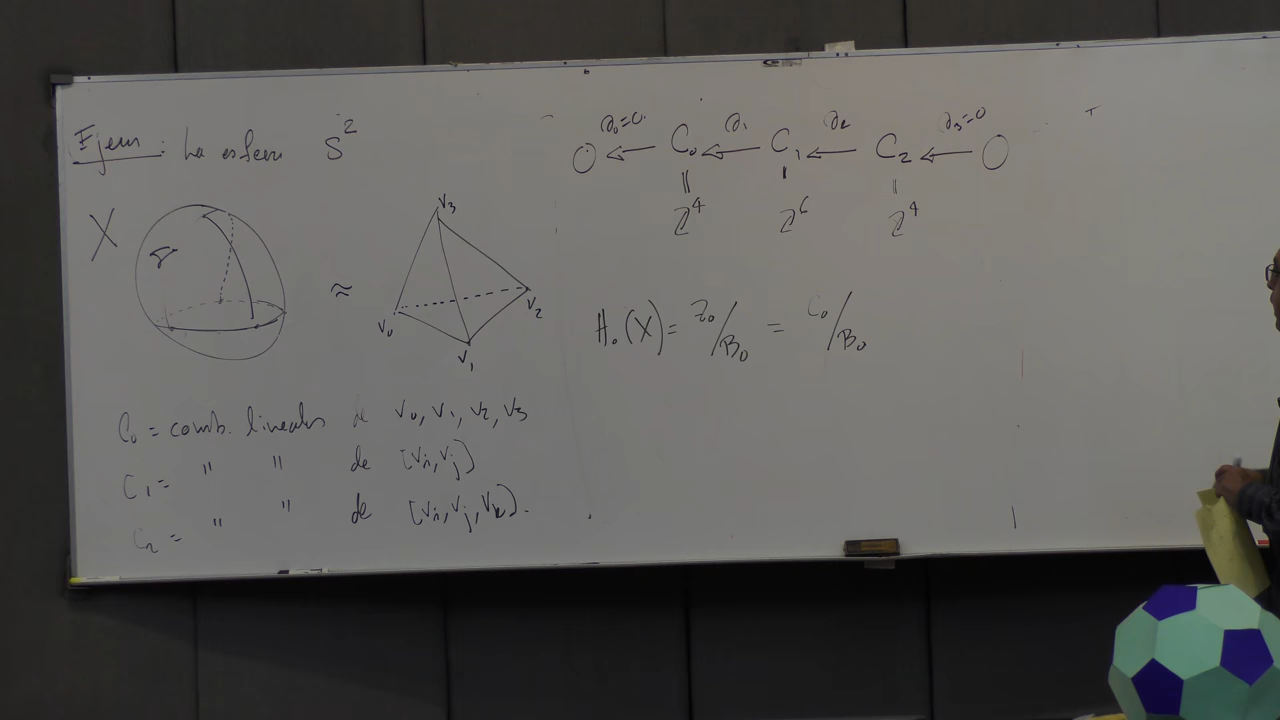 Ejem: La esfera S²
X
σ
≈
V₃
V₀
V₂
V₁
C₀ = comb. lineales de V₀, V₁, V₂, V₃
C₁ = " " de [Vᵢ, Vⱼ]
C₂ = " " de [Vᵢ, Vⱼ, Vₖ].
∂₀=0 ∂₁ ∂₂ ∂₃=0
0 ← C₀ ← C₁ ← C₂ ← 0
ℤ⁴ ℤ⁶ ℤ⁴
H₀(X) = Z₀/B₀ = C₀/B₀